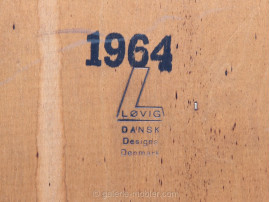 1964
LØVIG
DANSK
Design
Denmark